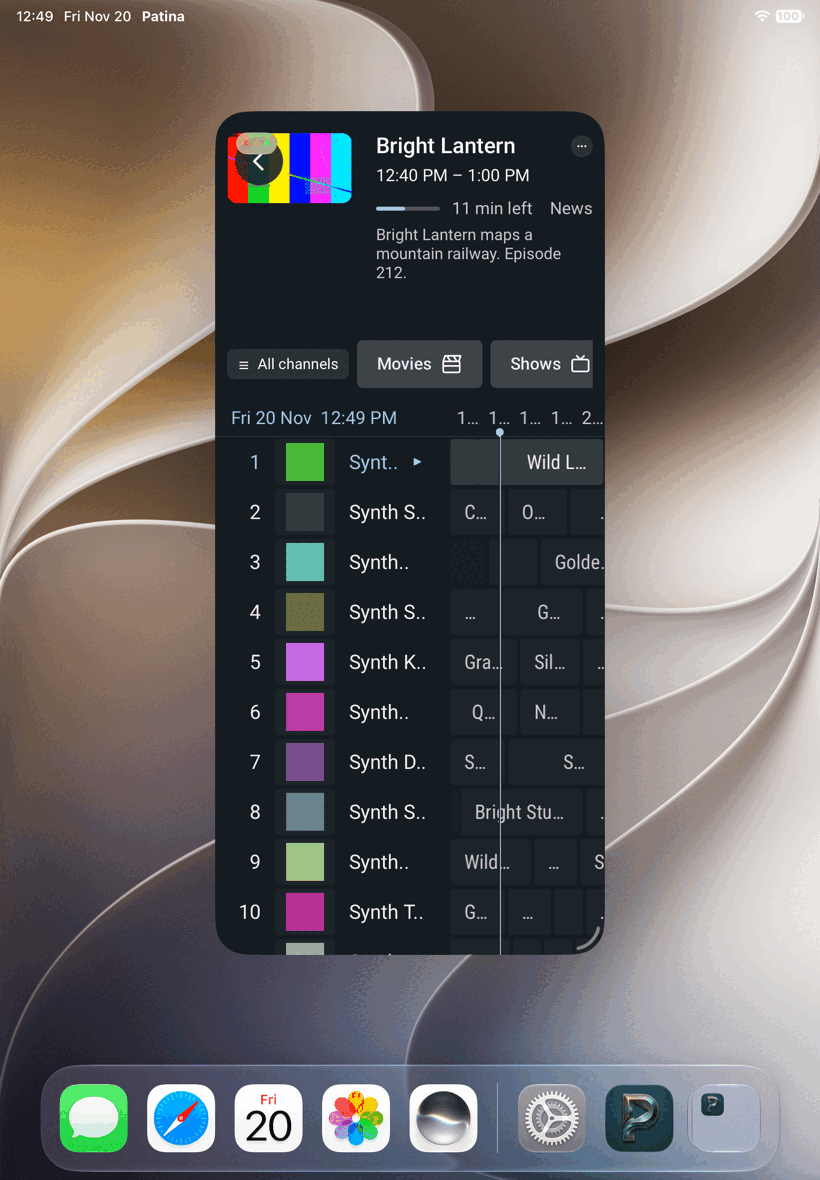 12:49 Fri Nov 20 Patina
100
Bright Lantern
12:40 PM – 1:00 PM
11 min left News
Bright Lantern maps a
mountain railway. Episode
212.
All channels
Movies
Shows
Fri 20 Nov 12:49 PM
1… 1… 1… 1… 2…
1 Synt.. Wild L…
2 Synth S.. C… O…
3 Synth.. Golde.
4 Synth S.. … G…
5 Synth K.. Gra… Sil… ..
6 Synth.. Q… N…
7 Synth D.. S… S…
8 Synth S.. Bright Stu… .
9 Synth.. Wild… … S
10 Synth T.. G… … .
Fri
20